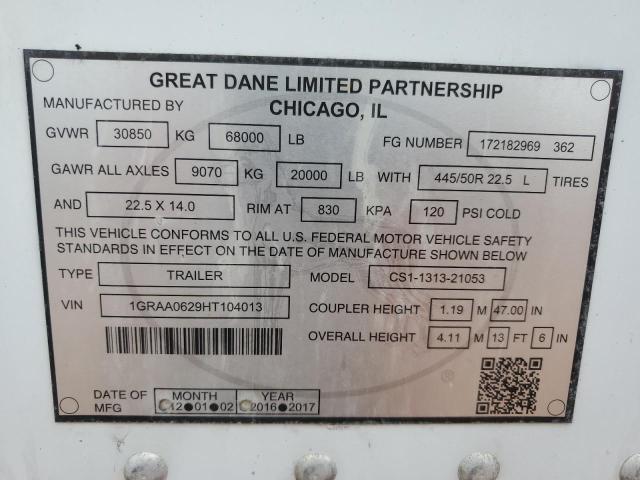 GREAT DANE LIMITED PARTNERSHIP
MANUFACTURED BY CHICAGO, IL
GVWR 30850 KG 68000 LB FG NUMBER 172182969 362
GAWR ALL AXLES 9070 KG 20000 LB WITH 445/50R 22.5 L TIRES
AND 22.5 X 14.0 RIM AT 830 KPA 120 PSI COLD
THIS VEHICLE CONFORMS TO ALL U.S. FEDERAL MOTOR VEHICLE SAFETY
STANDARDS IN EFFECT ON THE DATE OF MANUFACTURE SHOWN BELOW
TYPE TRAILER MODEL CS1-1313-21053
VIN 1GRAA0629HT104013 COUPLER HEIGHT 1.19 M 47.00 IN
OVERALL HEIGHT 4.11 M 13 FT 6 IN
®
DATE OF MFG MONTH YEAR
12 01 02 2016 2017